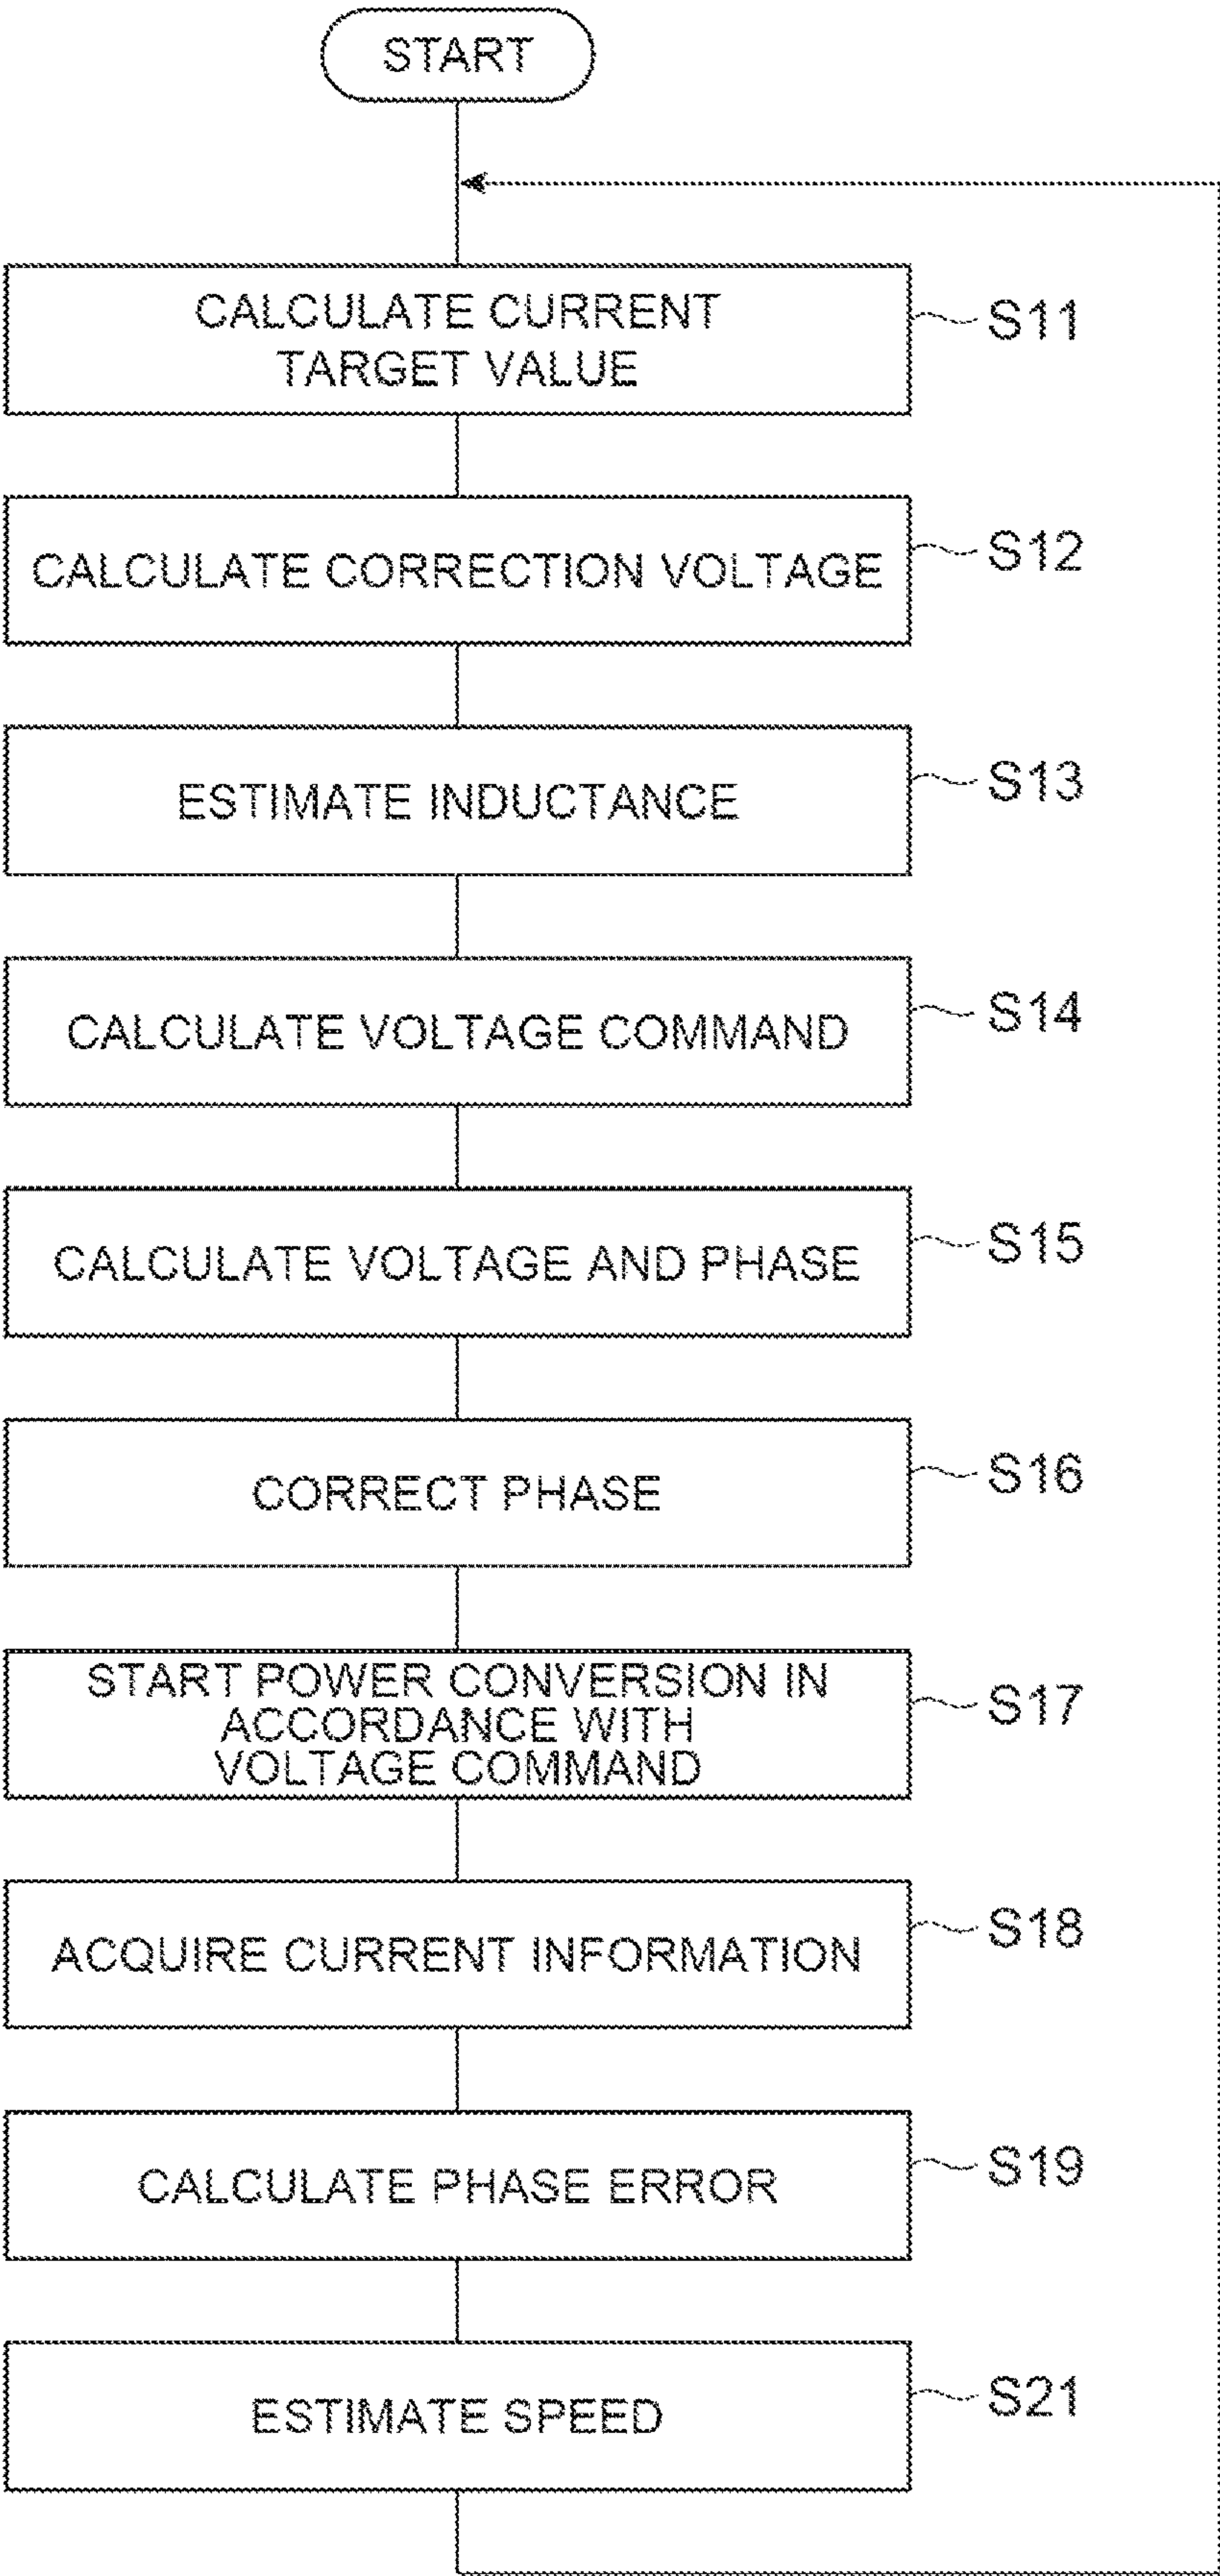 START
CALCULATE CURRENT
TARGET VALUE
S11
CALCULATE CORRECTION VOLTAGE
S12
ESTIMATE INDUCTANCE
S13
CALCULATE VOLTAGE COMMAND
S14
CALCULATE VOLTAGE AND PHASE
S15
CORRECT PHASE
S16
START POWER CONVERSION IN
ACCORDANCE WITH
VOLTAGE COMMAND
S17
ACQUIRE CURRENT INFORMATION
S18
CALCULATE PHASE ERROR
S19
ESTIMATE SPEED
S21